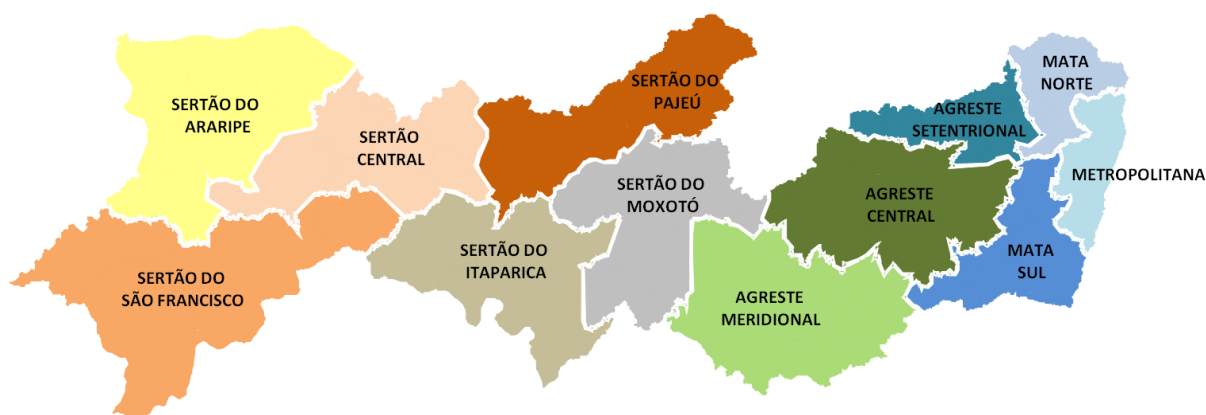 SERTÃO DO
ARARIPE
SERTÃO
CENTRAL
SERTÃO DO
PAJEÚ
MATA
NORTE
AGRESTE
SETENTRIONAL
METROPOLITANA
SERTÃO DO
MOXOTÓ
AGRESTE
CENTRAL
SERTÃO DO
SÃO FRANCISCO
SERTÃO DO
ITAPARICA
MATA
SUL
AGRESTE
MERIDIONAL